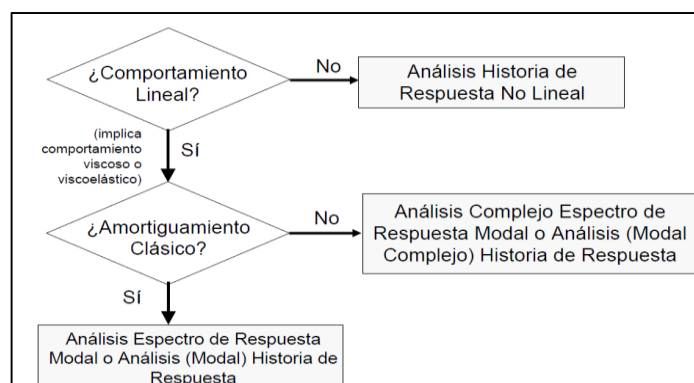 ¿Comportamiento
Lineal?
No
Análisis Historia de
Respuesta No Lineal
(implica
comportamiento
viscoso o
viscoelástico)
Sí
¿Amortiguamiento
Clásico?
No
Análisis Complejo Espectro de
Respuesta Modal o Análisis (Modal
Complejo) Historia de Respuesta
Sí
Análisis Espectro de Respuesta
Modal o Análisis (Modal) Historia de
Respuesta